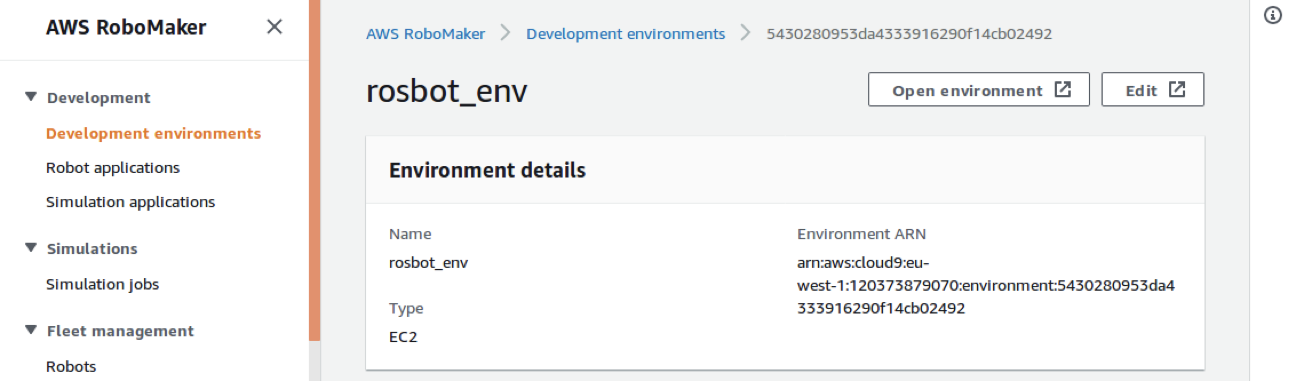 AWS RoboMaker
Development
Development environments
Robot applications
Simulation applications
Simulations
Simulation jobs
Fleet management
Robots
AWS RoboMaker > Development environments > 5430280953da4333916290f14cb02492
rosbot_env
Open environment
Edit
Environment details
Name
rosbot_env
Type
EC2
Environment ARN
arn:aws:cloud9:eu-
west-1:120373879070:environment:5430280953da4
333916290f14cb02492